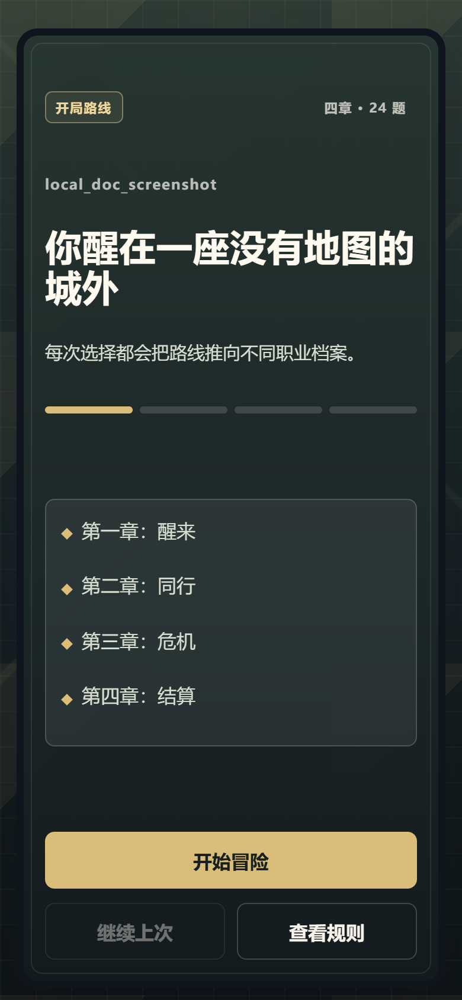 开局路线
四章 • 24 题
local_doc_screenshot
你醒在一座没有地图的
城外
每次选择都会把路线推向不同职业档案。
第一章：醒来
第二章：同行
第三章：危机
第四章：结算
开始冒险
继续上次
查看规则